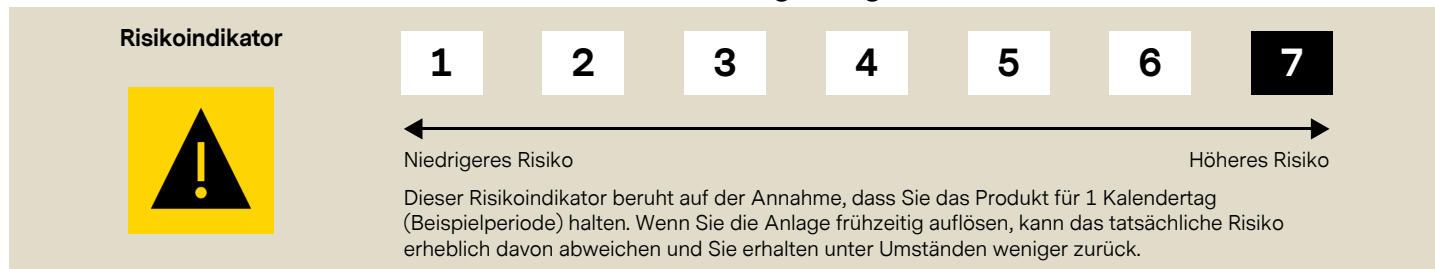 Risikoindikator
1 2 3 4 5 6 7
Niedrigeres Risiko Höheres Risiko
Dieser Risikoindikator beruht auf der Annahme, dass Sie das Produkt für 1 Kalendertag
(Beispielperiode) halten. Wenn Sie die Anlage frühzeitig auflösen, kann das tatsächliche Risiko
erheblich davon abweichen und Sie erhalten unter Umständen weniger zurück.